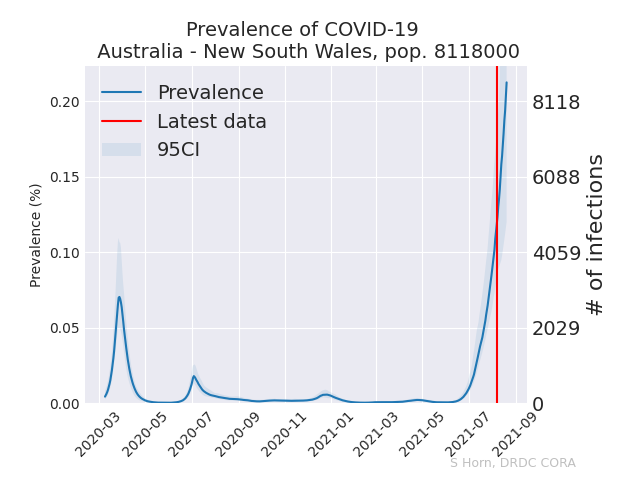 Prevalence of COVID-19
Australia - New South Wales, pop. 8118000
Prevalence
Latest data
95CI
Prevalence (%)
0.20
0.15
0.10
0.05
0.00
8118
6088
4059
2029
0
# of infections
2020-03
2020-05
2020-07
2020-09
2020-11
2021-01
2021-03
2021-05
2021-07
2021-09
S Horn, DRDC CORA